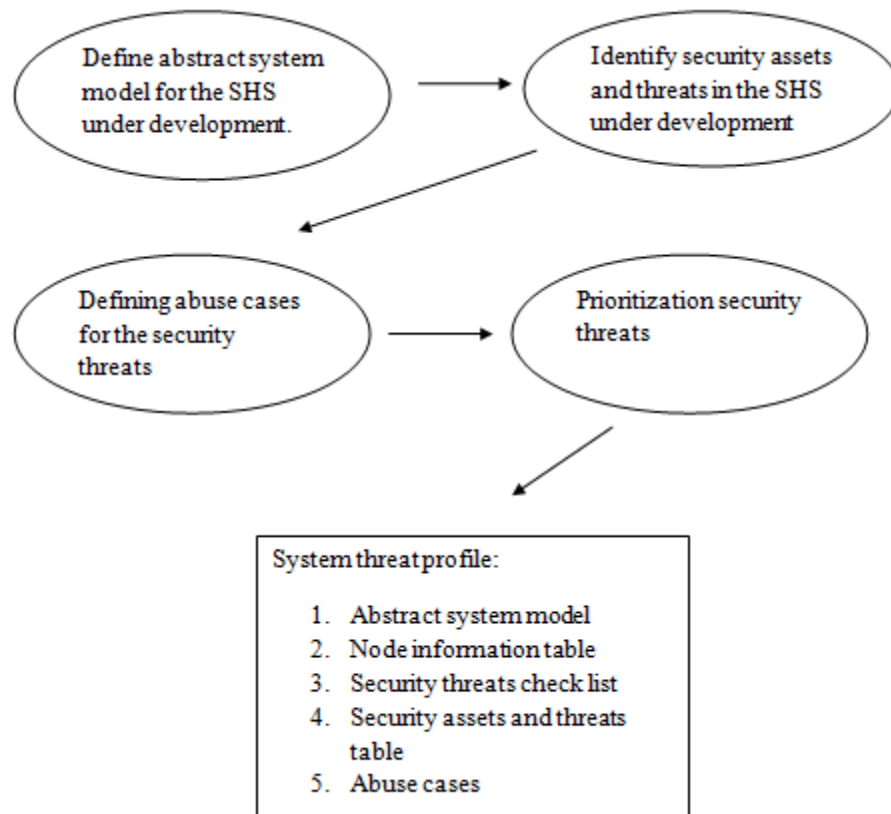 Define abstract system
model for the SHS
under development.
Identify security assets
and threats in the SHS
under development
Defining abuse cases
for the security
threats
Prioritization security
threats
System threat profile:
1. Abstract system model
2. Node information table
3. Security threats check list
4. Security assets and threats
table
5. Abuse cases